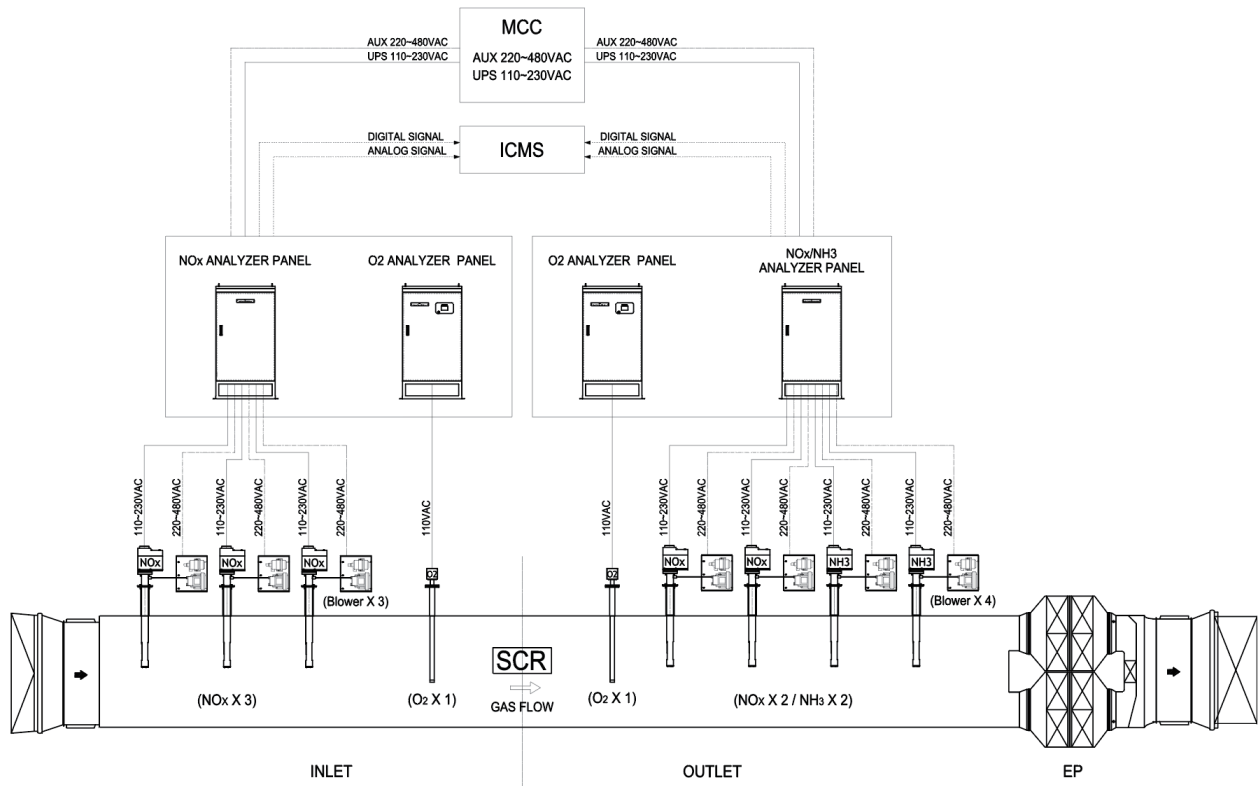 MCC
AUX 220~480VAC
UPS 110~230VAC
AUX 220~480VAC
UPS 110~230VAC
AUX 220~480VAC
UPS 110~230VAC
DIGITAL SIGNAL
ANALOG SIGNAL
ICMS
DIGITAL SIGNAL
ANALOG SIGNAL
NOx ANALYZER PANEL
O2 ANALYZER PANEL
O2 ANALYZER PANEL
NOx/NH3
ANALYZER PANEL
110~230VAC
220~480VAC
110~230VAC
220~480VAC
110~230VAC
220~480VAC
110VAC
110VAC
110~230VAC
220~480VAC
110~230VAC
220~480VAC
110~230VAC
220~480VAC
110~230VAC
220~480VAC
NOx
NOx
NOx
O2
O2
NOx
NOx
NH3
NH3
(Blower X 3)
(Blower X 4)
SCR
GAS FLOW
(NOx X 3)
(O2 X 1)
(O2 X 1)
(NOx X 2 / NH3 X 2)
INLET
OUTLET
EP